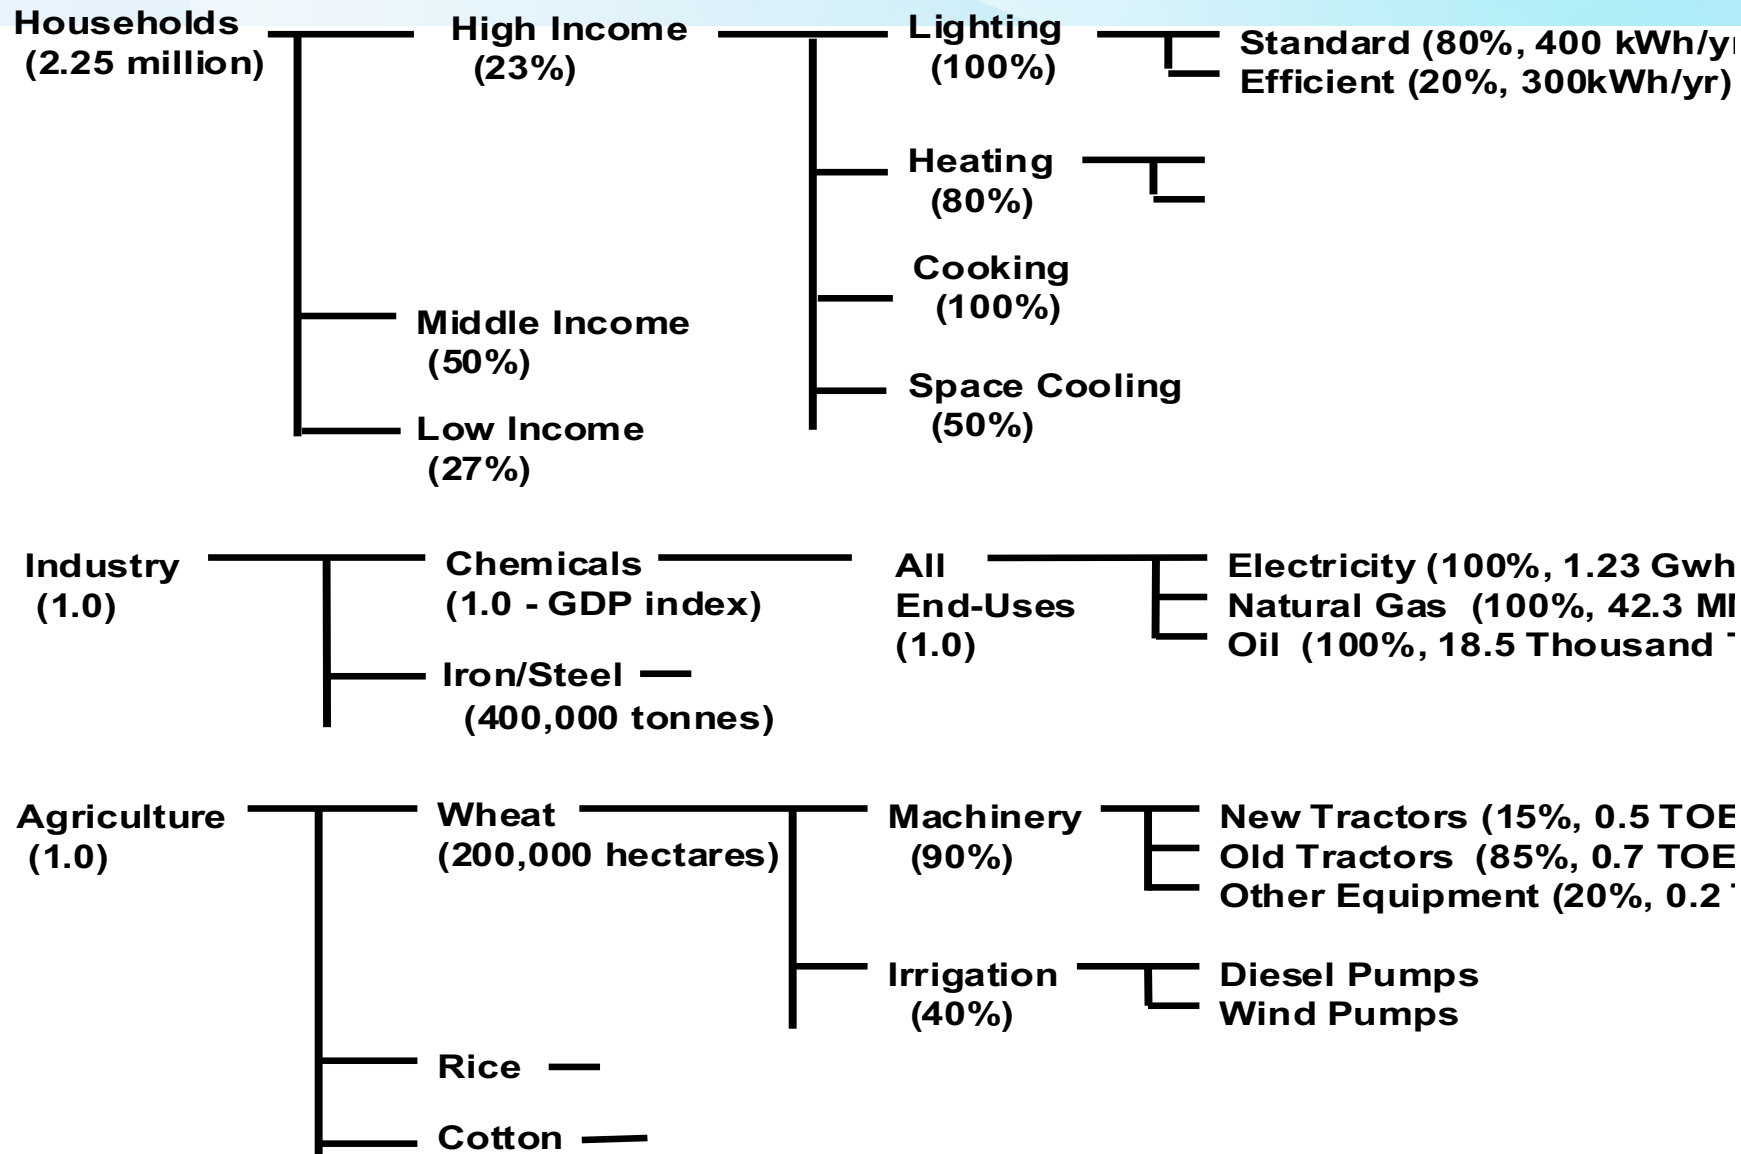 Households
(2.25 million)
High Income
(23%)
Lighting
(100%)
Standard (80%, 400 kWh/y
Efficient (20%, 300kWh/yr)
Heating
(80%)
Cooking
(100%)
Middle Income
(50%)
Space Cooling
(50%)
Low Income
(27%)
Industry
(1.0)
Chemicals
(1.0 - GDP index)
All
End-Uses
(1.0)
Electricity (100%, 1.23 Gwh
Natural Gas (100%, 42.3
Oil (100%, 18.5 Thousand
Iron/Steel
(400,000 tonnes)
Agriculture
(1.0)
Wheat
(200,000 hectares)
Machinery
(90%)
New Tractors (15%, 0.5 TOE
Old Tractors (85%, 0.7 TOE
Other Equipment (20%, 0.2
Irrigation
(40%)
Diesel Pumps
Wind Pumps
Rice
Cotton